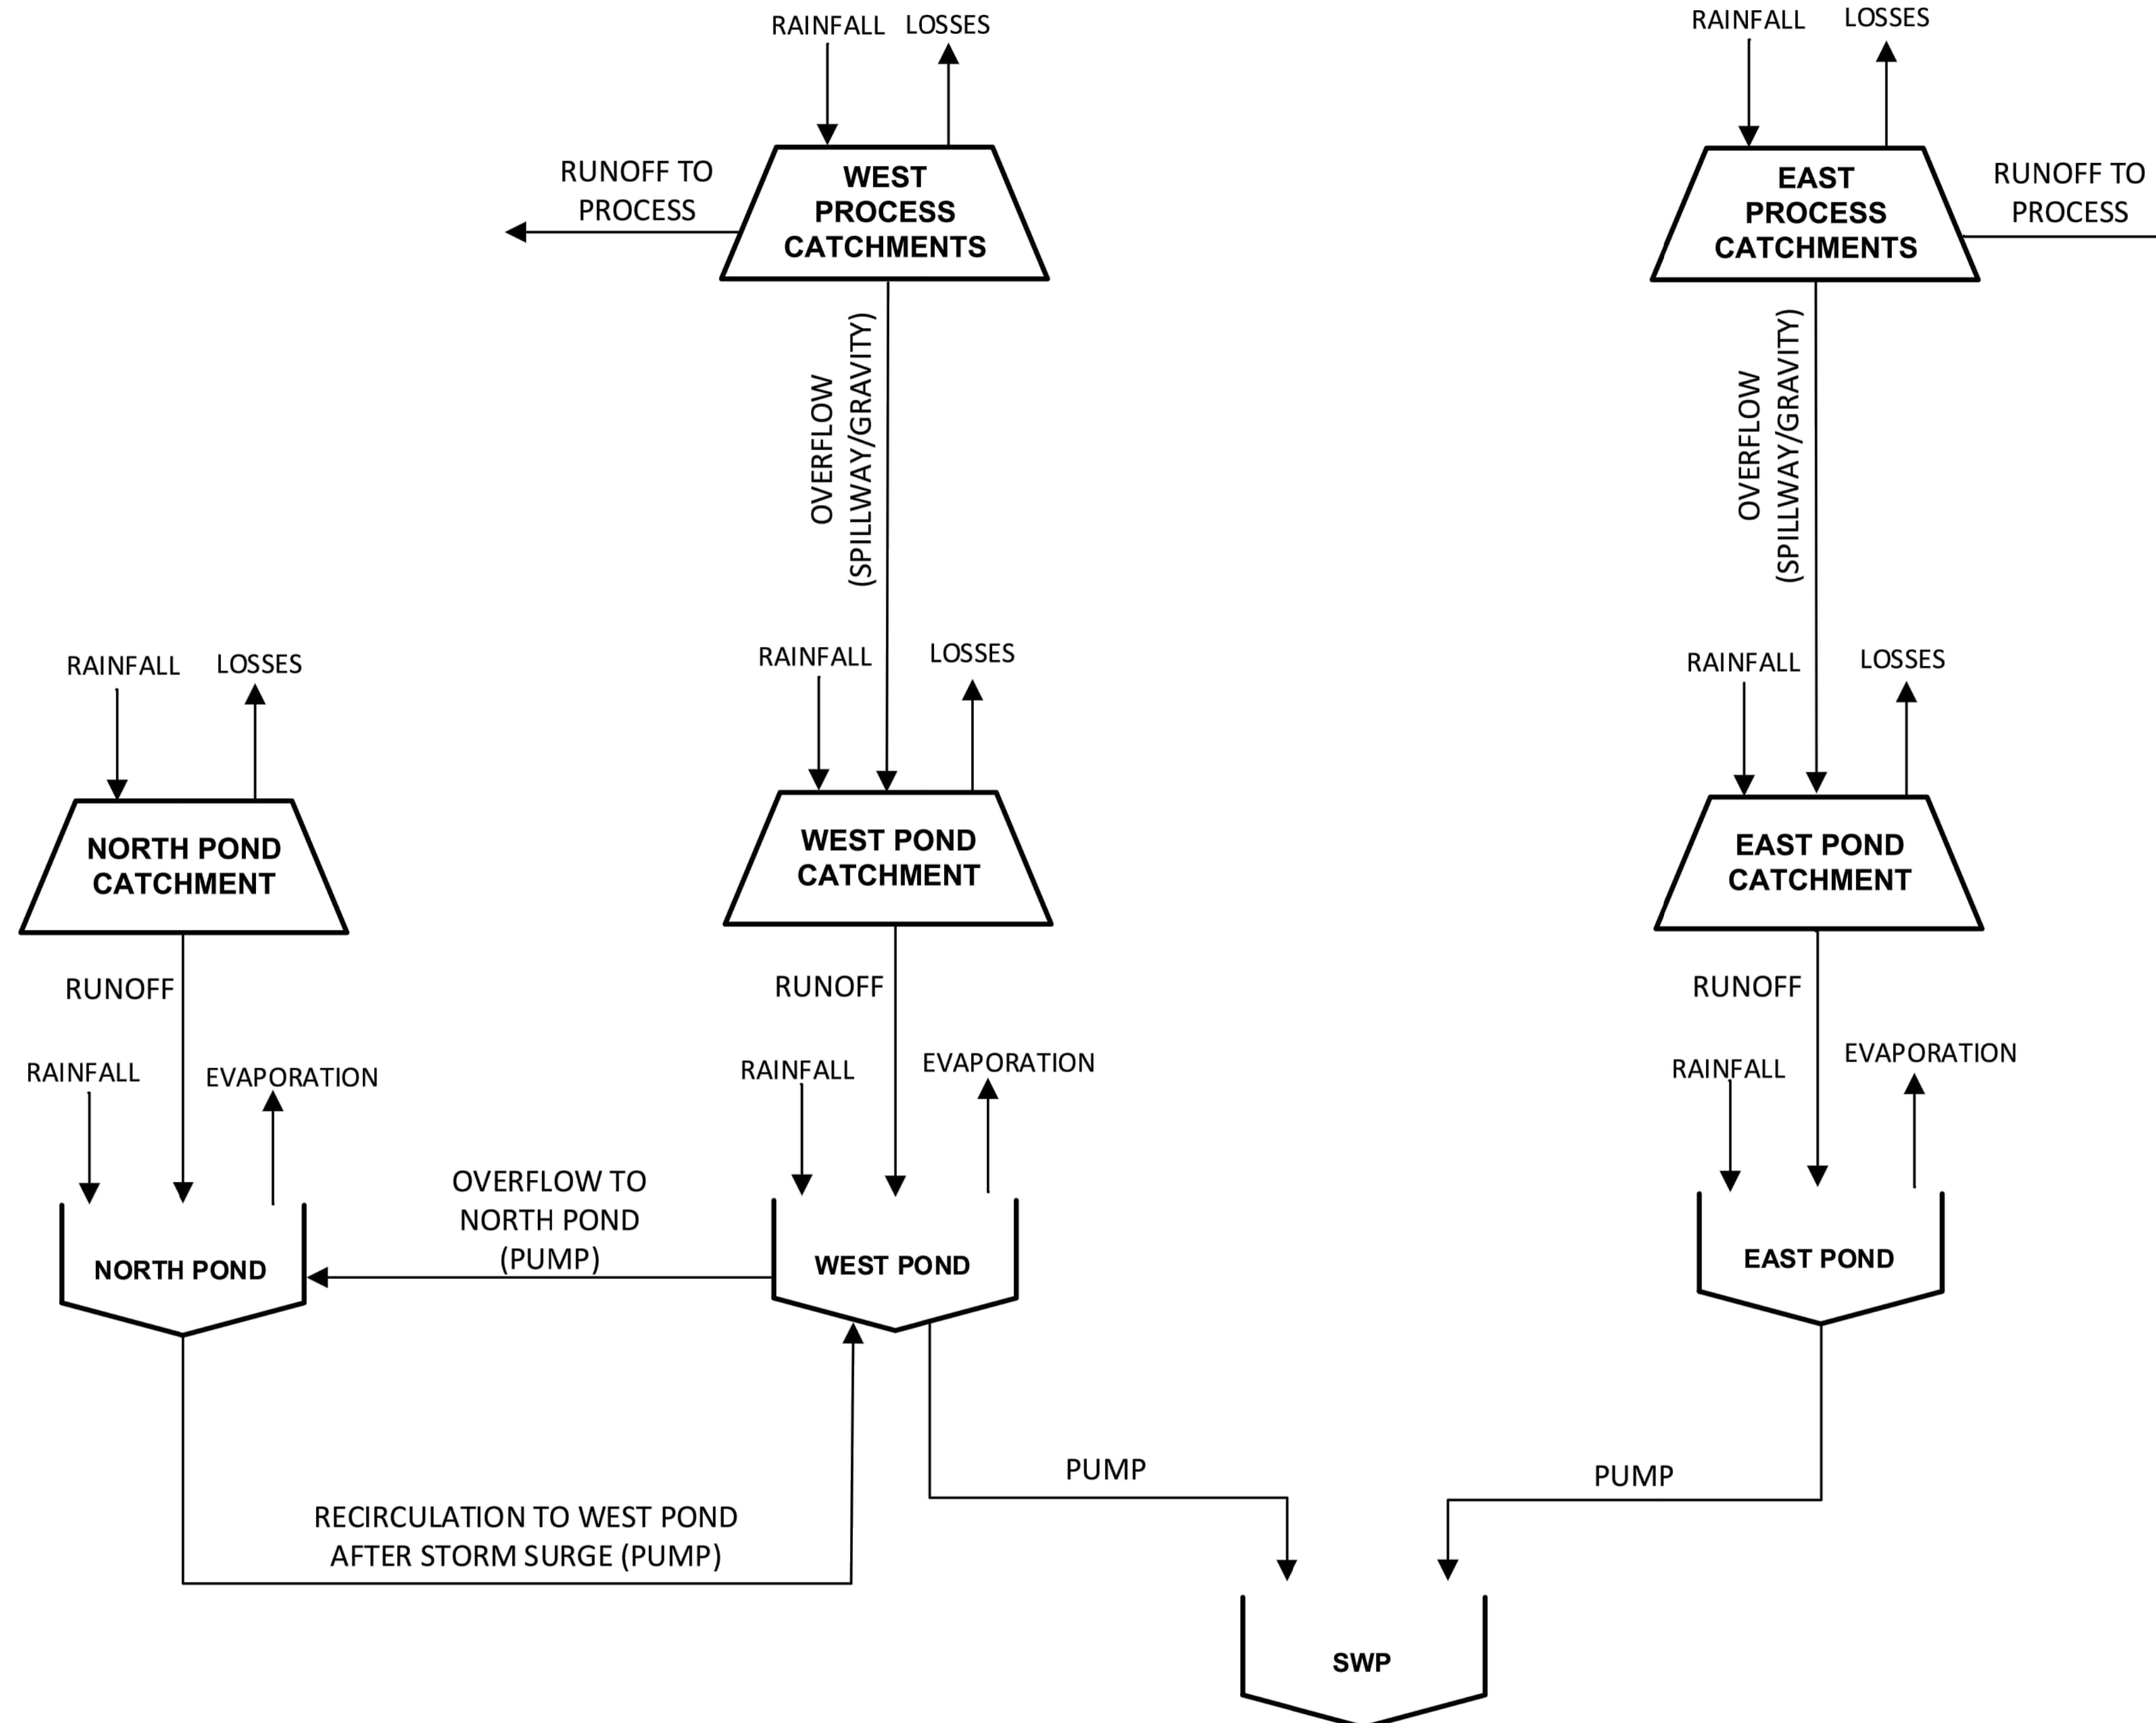 RAINFALL
LOSSES
RAINFALL
LOSSES
RUNOFF TO
PROCESS
WEST
PROCESS
CATCHMENTS
EAST
PROCESS
CATCHMENTS
RUNOFF TO
PROCESS
OVERFLOW
(SPILLWAY/GRAVITY)
OVERFLOW
(SPILLWAY/GRAVITY)
RAINFALL
LOSSES
RAINFALL
LOSSES
RAINFALL
LOSSES
NORTH POND
CATCHMENT
WEST POND
CATCHMENT
EAST POND
CATCHMENT
RUNOFF
RUNOFF
RUNOFF
RAINFALL
EVAPORATION
RAINFALL
EVAPORATION
RAINFALL
EVAPORATION
OVERFLOW TO
NORTH POND
(PUMP)
NORTH POND
WEST POND
EAST POND
PUMP
PUMP
RECIRCULATION TO WEST POND
AFTER STORM SURGE (PUMP)
SWP